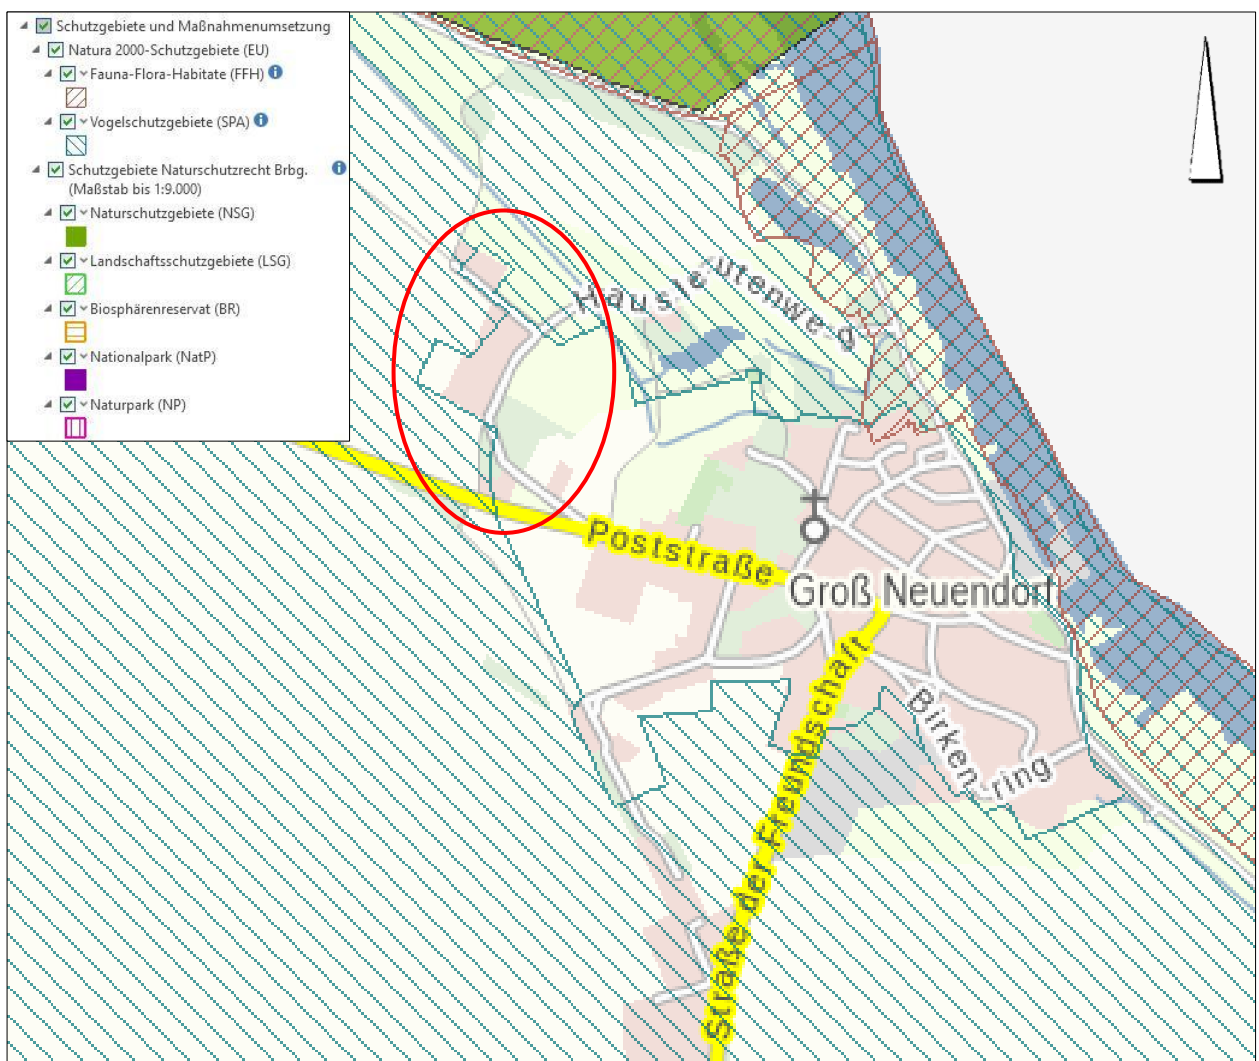 Schutzgebiete und Maßnahmenumsetzung
Natura 2000-Schutzgebiete (EU)
Fauna-Flora-Habitate (FFH)
Vogelschutzgebiete (SPA)
Schutzgebiete Naturschutzrecht Brbg.
(Maßstab bis 1:9.000)
Naturschutzgebiete (NSG)
Landschaftsschutzgebiete (LSG)
Biosphärenreservat (BR)
Nationalpark (NatP)
Naturpark (NP)
Häusle-utenwe-g
Poststraße
Groß Neuendorf
Birken-ring
Straße der Freundschaft